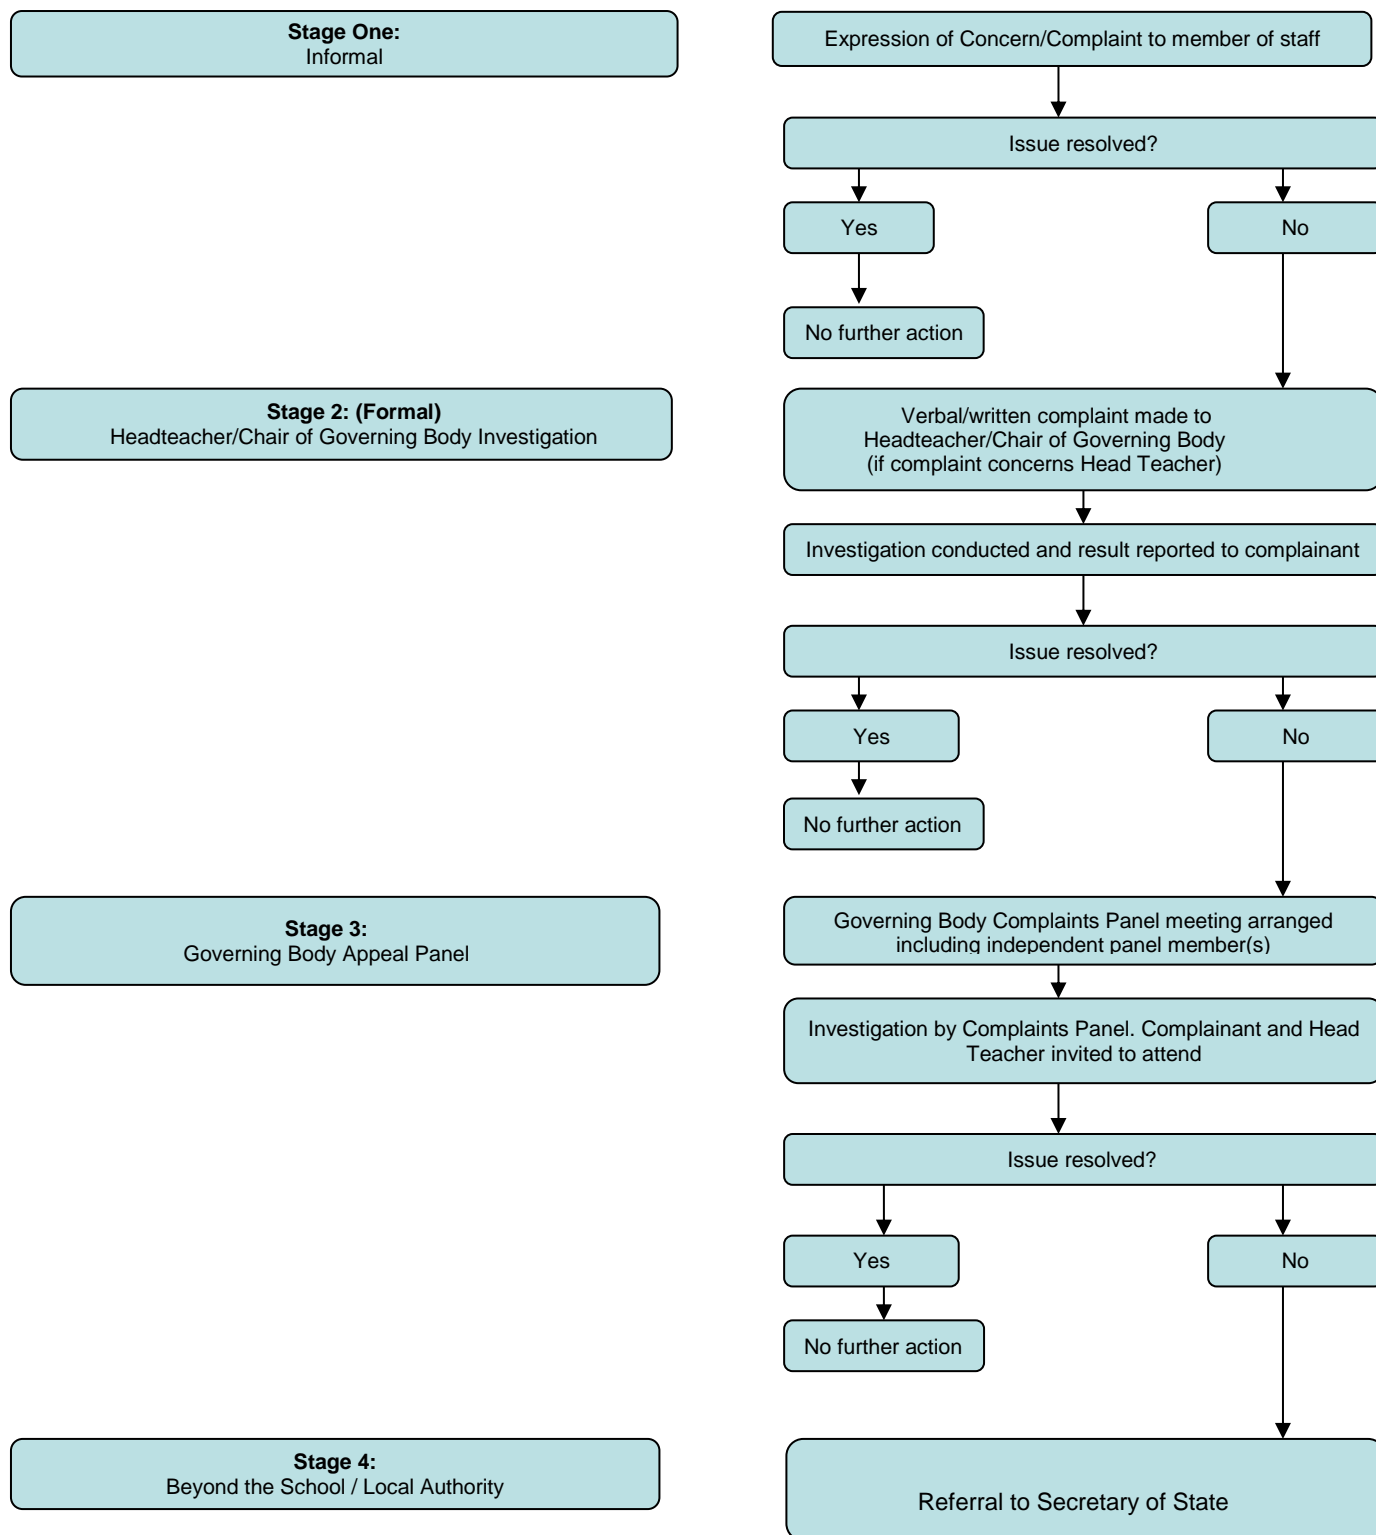 Stage One:
Informal
Expression of Concern/Complaint to member of staff
Issue resolved?
Yes
No
No further action
Stage 2: (Formal)
Headteacher/Chair of Governing Body Investigation
Verbal/written complaint made to
Headteacher/Chair of Governing Body
(if complaint concerns Head Teacher)
Investigation conducted and result reported to complainant
Issue resolved?
Yes
No
No further action
Stage 3:
Governing Body Appeal Panel
Governing Body Complaints Panel meeting arranged
including independent panel member(s)
Investigation by Complaints Panel. Complainant and Head
Teacher invited to attend
Issue resolved?
Yes
No
No further action
Stage 4:
Beyond the School / Local Authority
Referral to Secretary of State